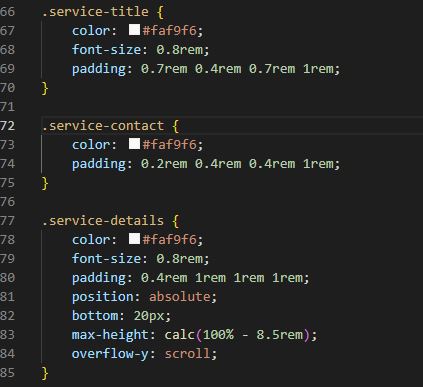 66 .service-title {
67     color: #faf9f6;
68     font-size: 0.8rem;
69     padding: 0.7rem 0.4rem 0.7rem 1rem;
70 }
71
72 .service-contact {
73     color: #faf9f6;
74     padding: 0.2rem 0.4rem 0.4rem 1rem;
75 }
76
77 .service-details {
78     color: #faf9f6;
79     font-size: 0.8rem;
80     padding: 0.4rem 1rem 1rem 1rem;
81     position: absolute;
82     bottom: 20px;
83     max-height: calc(100% - 8.5rem);
84     overflow-y: scroll;
85 }